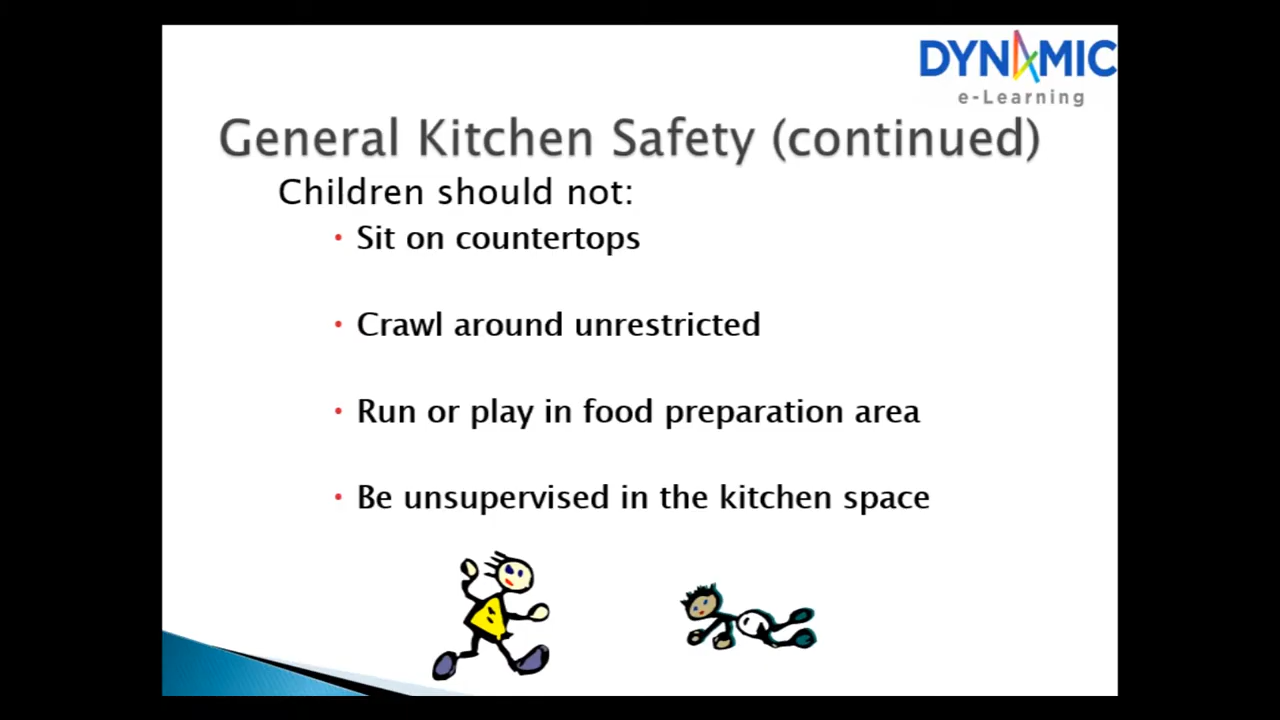 DYNAMIC
e-Learning
General Kitchen Safety (continued)
Children should not:
• Sit on countertops
• Crawl around unrestricted
• Run or play in food preparation area
• Be unsupervised in the kitchen space